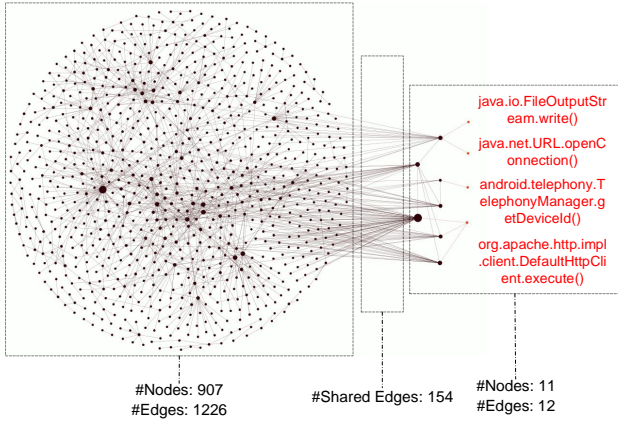 java.io.FileOutputStr
eam.write()
java.net.URL.openC
onnection()
android.telephony.T
elephonyManager.g
etDeviceId()
org.apache.http.impl
.client.DefaultHttpCli
ent.execute()
#Nodes: 907
#Edges: 1226
#Shared Edges: 154
#Nodes: 11
#Edges: 12